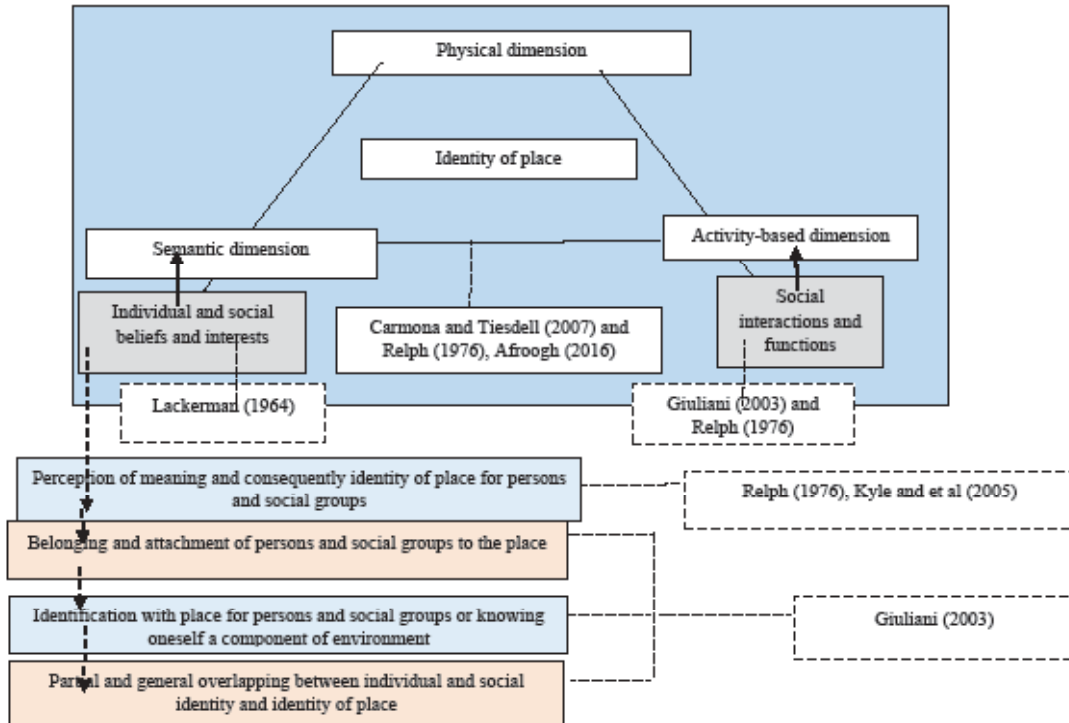 Physical dimension
Identity of place
Semantic dimension
Activity-based dimension
Individual and social
beliefs and interests
Carmona and Tiesdell (2007) and
Relph (1976), Afroogh (2016)
Social
interactions and
functions
Lackerman (1964)
Giuliani (2003) and
Relph (1976)
Perception of meaning and consequently identity of place for persons
and social groups
Relph (1976), Kyle and et al (2005)
Belonging and attachment of persons and social groups to the place
Identification with place for persons and social groups or knowing
oneself a component of environment
Giuliani (2003)
Partial and general overlapping between individual and social
identity and identity of place